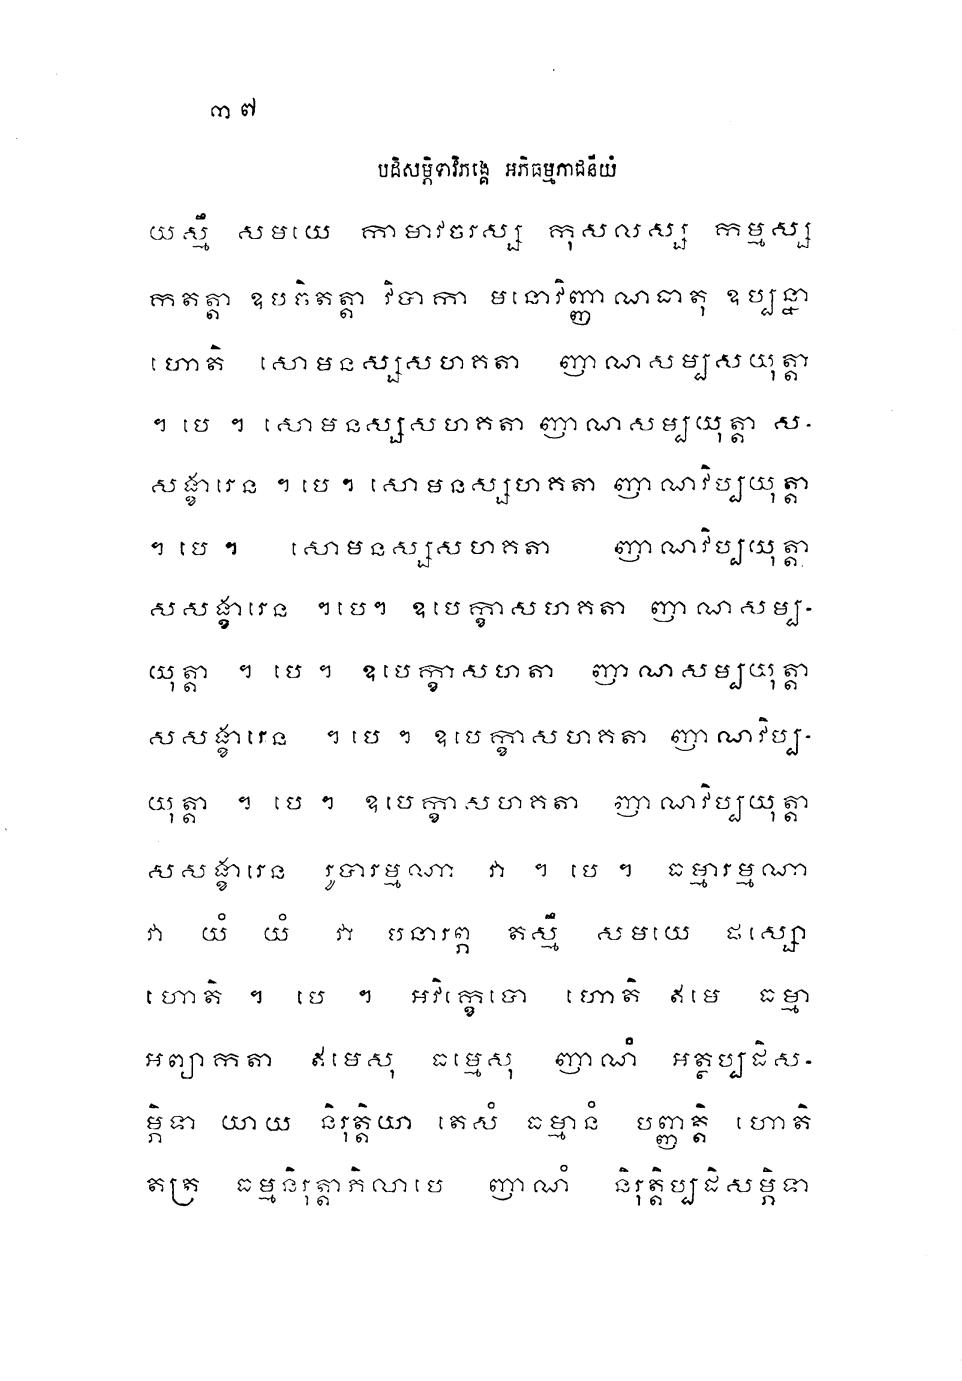 ៣៧
បដិសម្ភិទាវិភង្គេ អភិធម្មភាជនីយំ
យស្មឹ សមយេ កាមាវចរស្ស កុសលស្ស កម្មស្ស
កតត្តា ឧបចិតត្តា វិបាកា មនោវិញ្ញាណធាតុ ឧប្បន្នា
ហោតិ សោមនស្សសហគតា ញាណសម្បសយុត្តា
។ បេ ។ សោមនស្សសហគតា ញាណសម្បយុត្តា ស-
សង្ខារេន ។ បេ ។ សោមនស្សហគតា ញាណវិប្បយុត្តា
។ បេ ។ សោមនស្សសហគតា ញាណវិប្បយុត្តា
សសង្ខារេន ។បេ។ ឧបេក្ខាសហគតា ញាណសម្ប-
យុត្តា ។ បេ ។ ឧបេក្ខាសហតា ញាណសម្បយុត្តា
សសង្ខារេន ។ បេ ។ ឧបេក្ខាសហគតា ញាណវិប្ប-
យុត្តា ។ បេ ។ ឧបេក្ខាសហគតា ញាណវិប្បយុត្តា
សសង្ខារេន រូបារម្មណា វា ។ បេ ។ ធម្មារម្មណា
វា យំ យំ វា បនារព្ភ តស្មឹ សមយេ ផស្សោ
ហោតិ ។ បេ ។ អវិក្ខេបោ ហោតិ ឥមេ ធម្មា
អព្យាកតា ឥមេសុ ធម្មេសុ ញាណំ អត្ថប្បដិស-
ម្ភិទា យាយ និរុត្តិយា តេសំ ធម្មានំ បញ្ញត្តិ ហោតិ
តត្រ ធម្មនិរុត្តាភិលាបេ ញាណំ និរុត្តិប្បដិសម្ភិទា